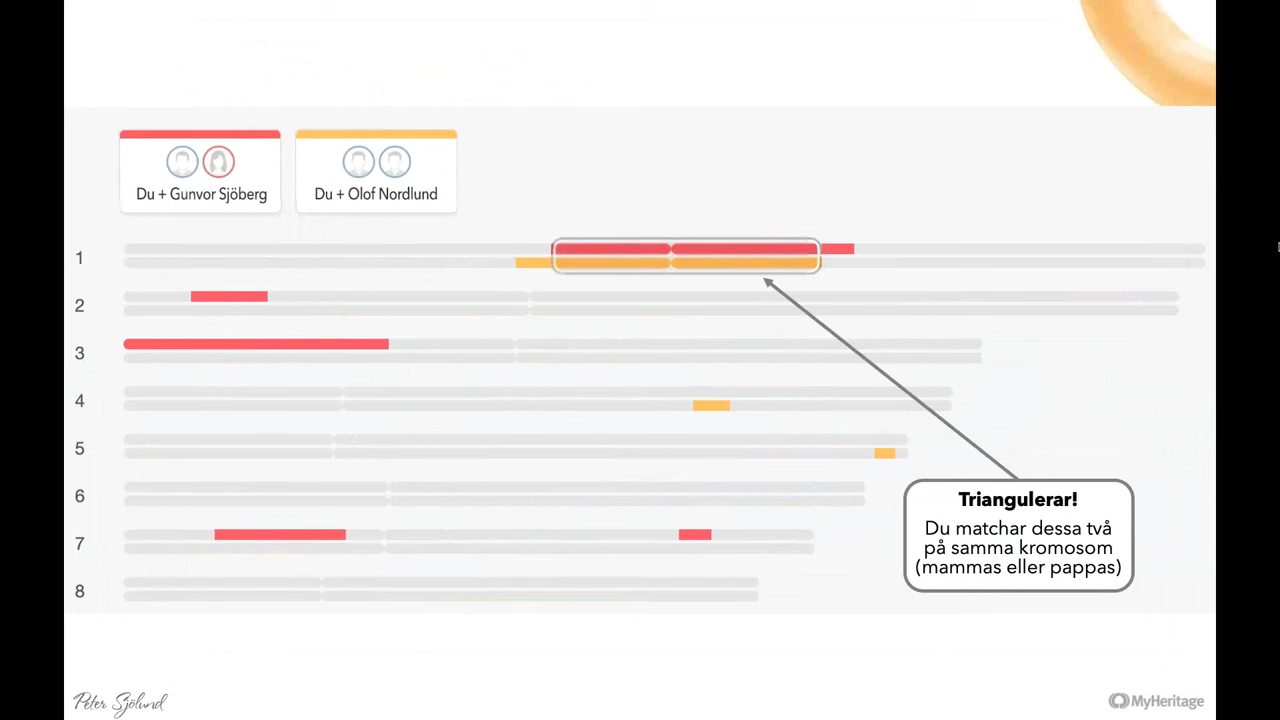 Du + Gunvor Sjöberg
Du + Olof Nordlund
1
2
3
4
5
6
7
8
Triangulerar!
Du matchar dessa två
på samma kromosom
(mammas eller pappas)
Peter Sjölund
MyHeritage